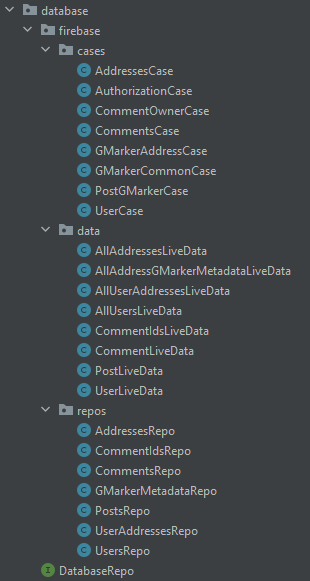 database
firebase
cases
C AddressesCase
C AuthorizationCase
C CommentOwnerCase
C CommentsCase
C GMarkerAddressCase
C GMarkerCommonCase
C PostGMarkerCase
C UserCase
data
C AllAddressesLiveData
C AllAddressGMarkerMetadataLiveData
C AllUserAddressesLiveData
C AllUsersLiveData
C CommentIdsLiveData
C CommentLiveData
C PostLiveData
C UserLiveData
repos
C AddressesRepo
C CommentIdsRepo
C CommentsRepo
C GMarkerMetadataRepo
C PostsRepo
C UserAddressesRepo
C UsersRepo
I DatabaseRepo